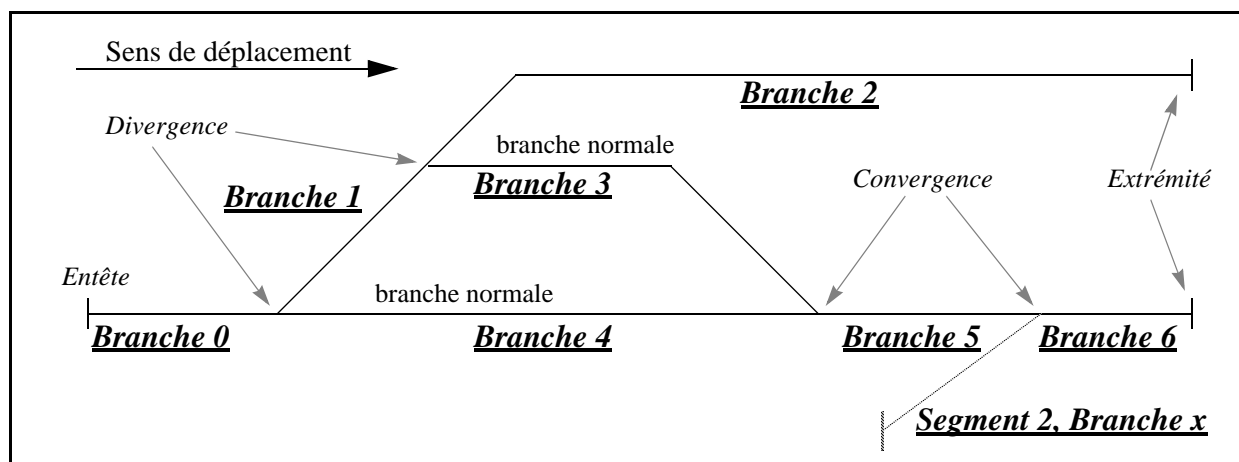 Sens de déplacement
Branche 2
Divergence
branche normale
Branche 3
Convergence
Extrémité
Branche 1
Entête
branche normale
Branche 0
Branche 4
Branche 5
Branche 6
Segment 2, Branche x